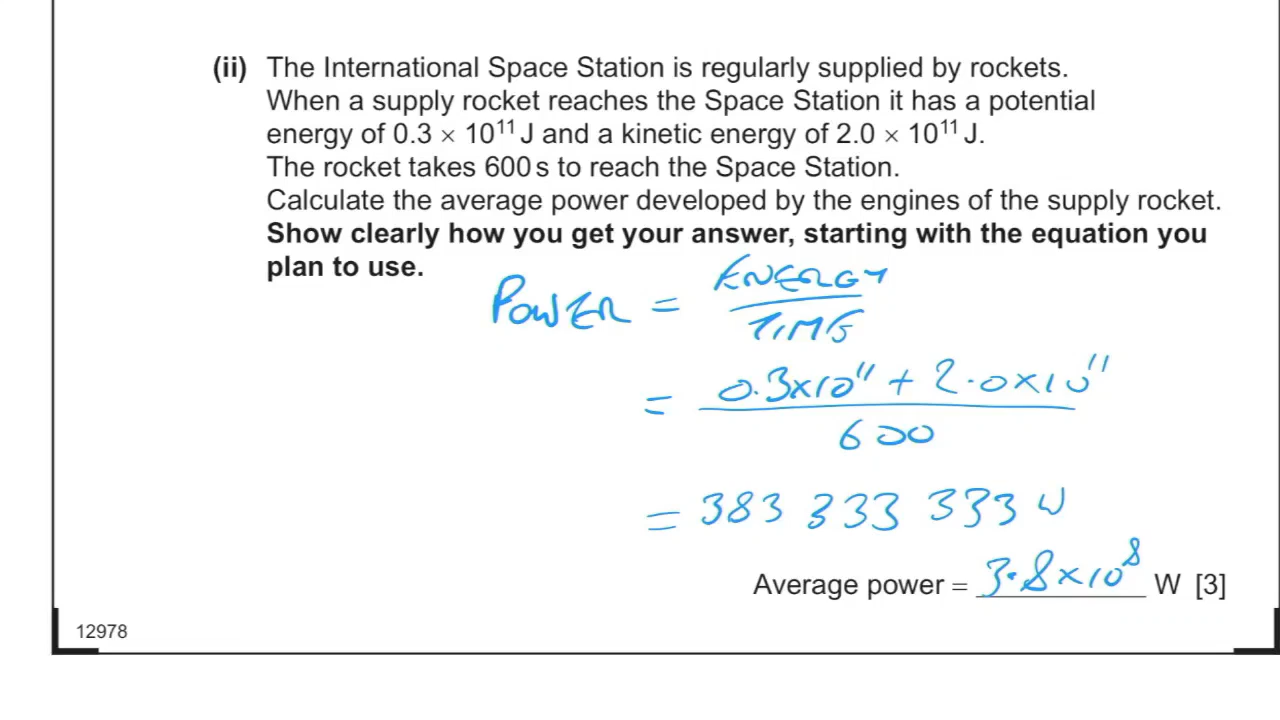 (ii) The International Space Station is regularly supplied by rockets.
When a supply rocket reaches the Space Station it has a potential
energy of 0.3 × 10¹¹ J and a kinetic energy of 2.0 × 10¹¹ J.
The rocket takes 600 s to reach the Space Station.
Calculate the average power developed by the engines of the supply rocket.
Show clearly how you get your answer, starting with the equation you
plan to use.
POWER = ENERGY / TIME
= 0.3×10¹¹ + 2.0×10¹¹ / 600
= 383 333 333 W
Average power = 3.8×10⁸ W [3]
12978